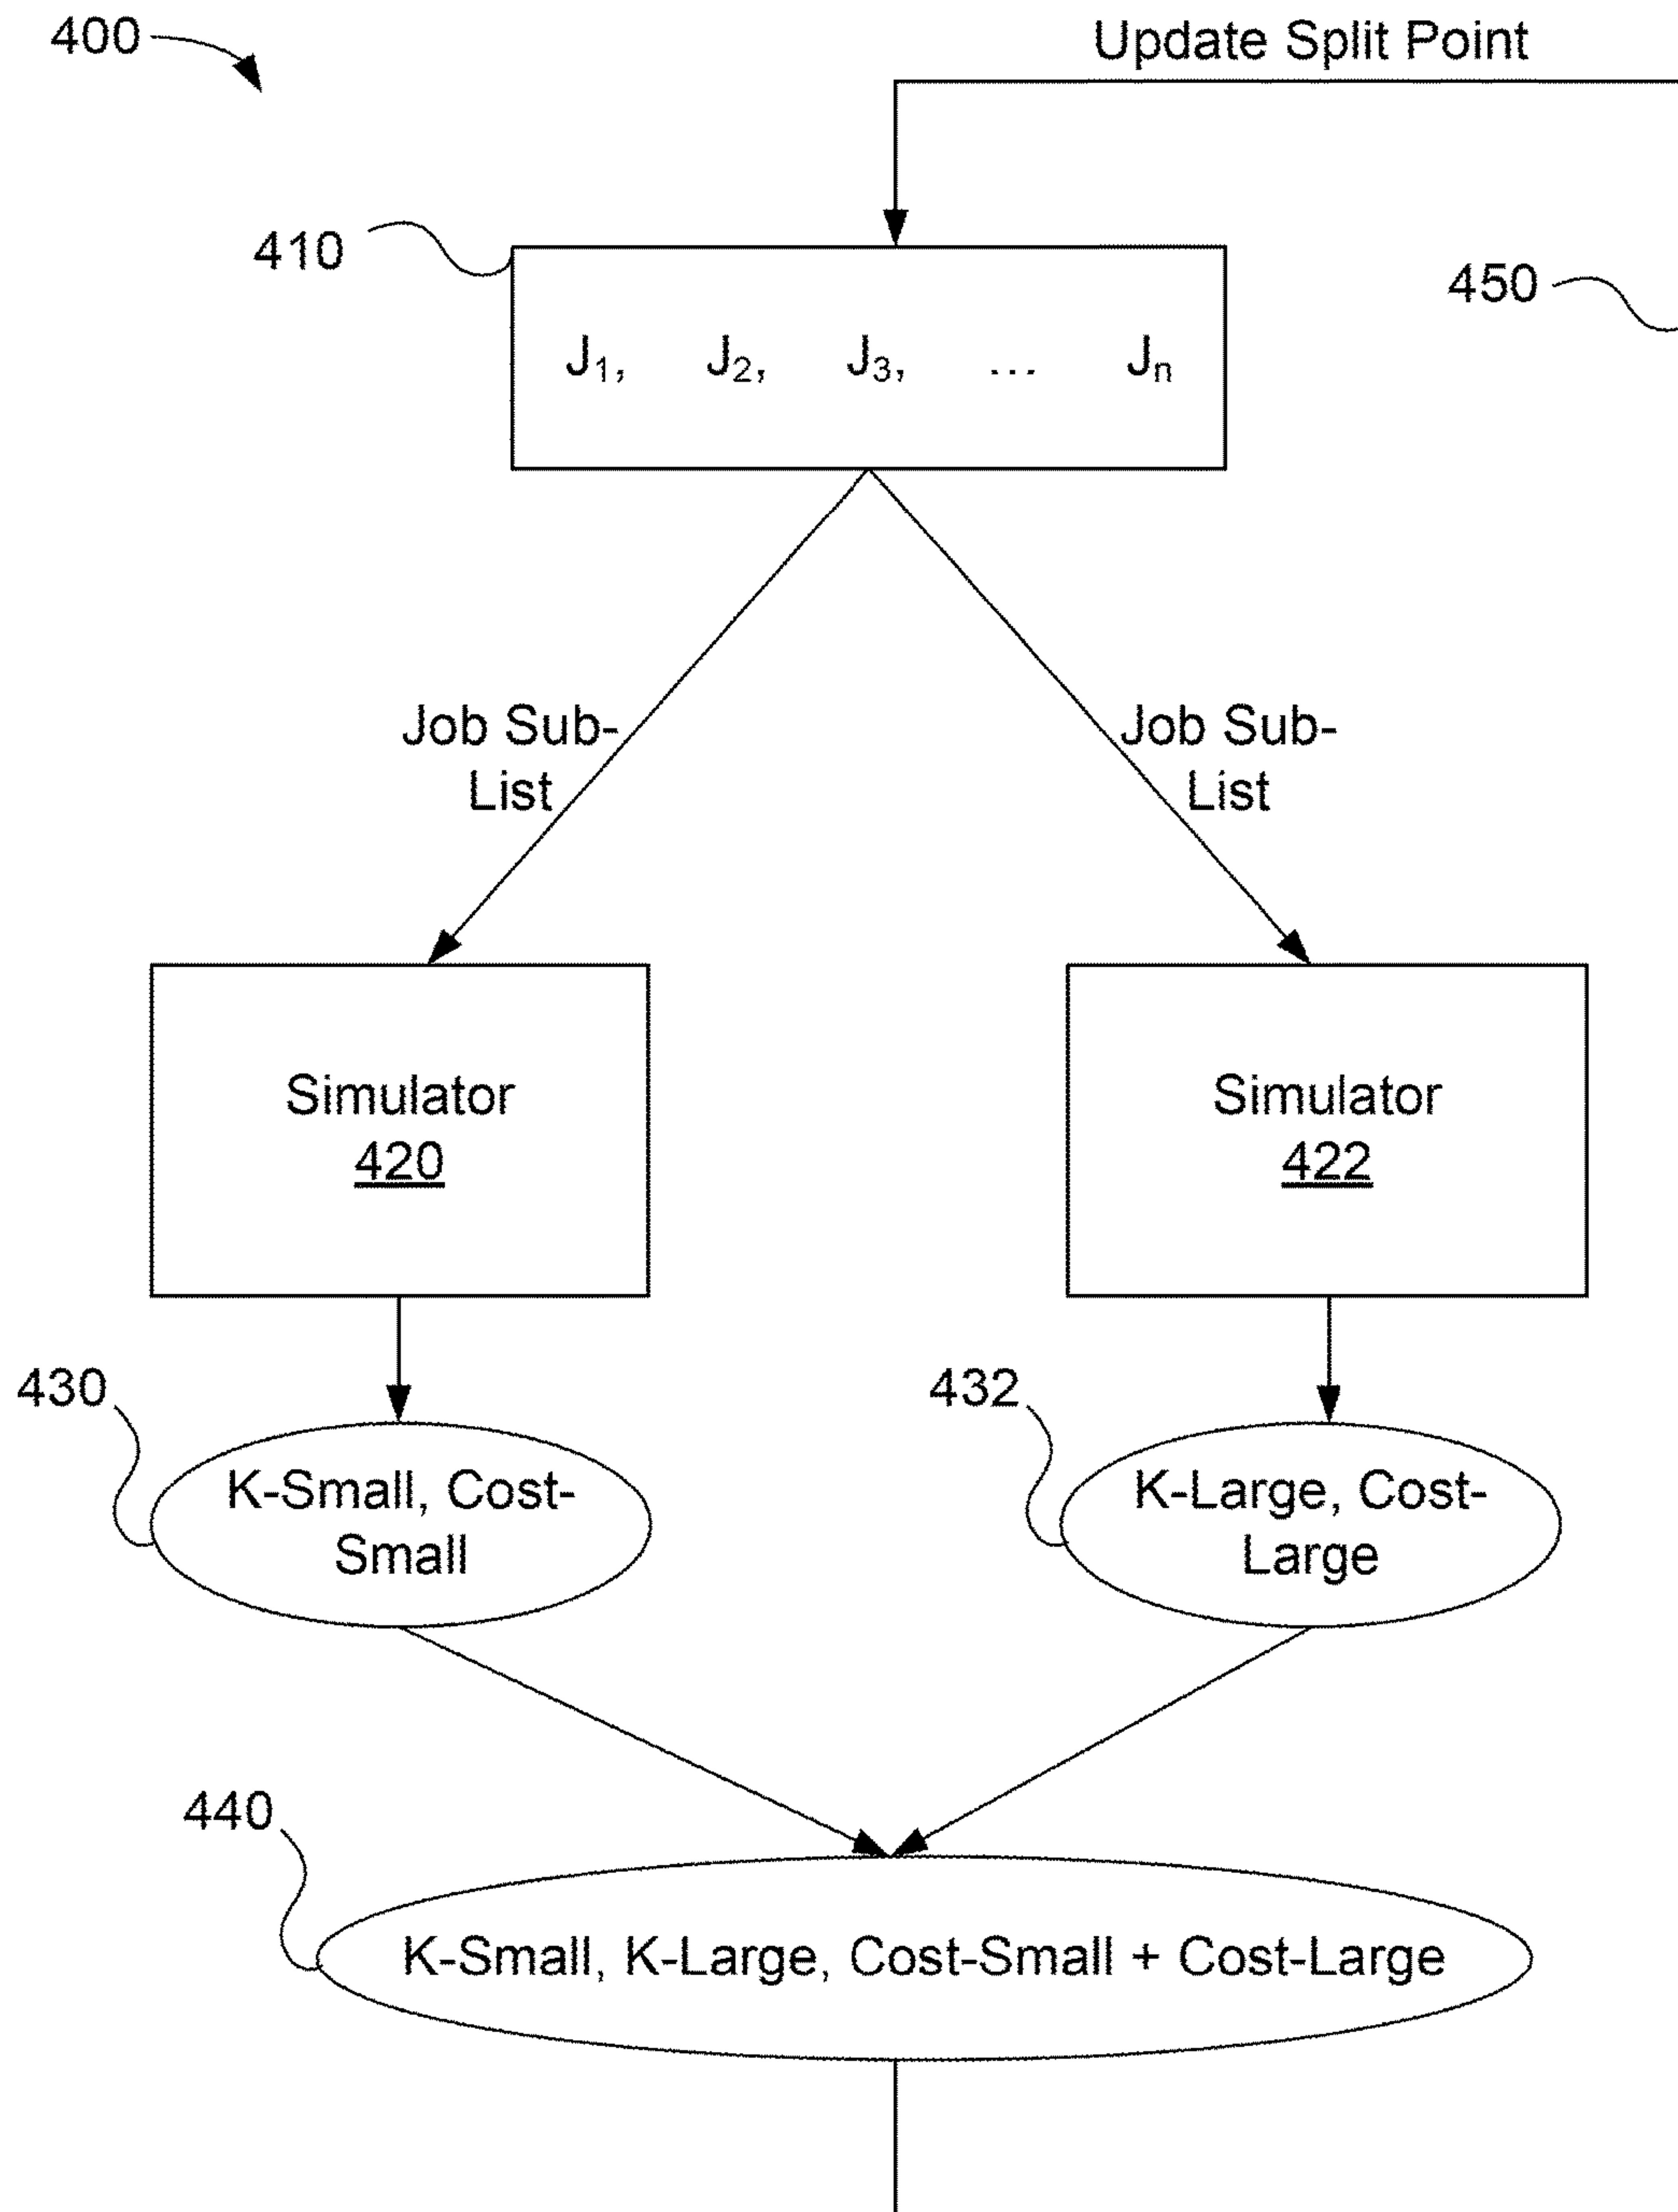 400
Update Split Point
410
450
J₁, J₂, J₃, ... Jₙ
Job Sub-
List
Job Sub-
List
Simulator
420
Simulator
422
430
432
K-Small, Cost-
Small
K-Large, Cost-
Large
440
K-Small, K-Large, Cost-Small + Cost-Large